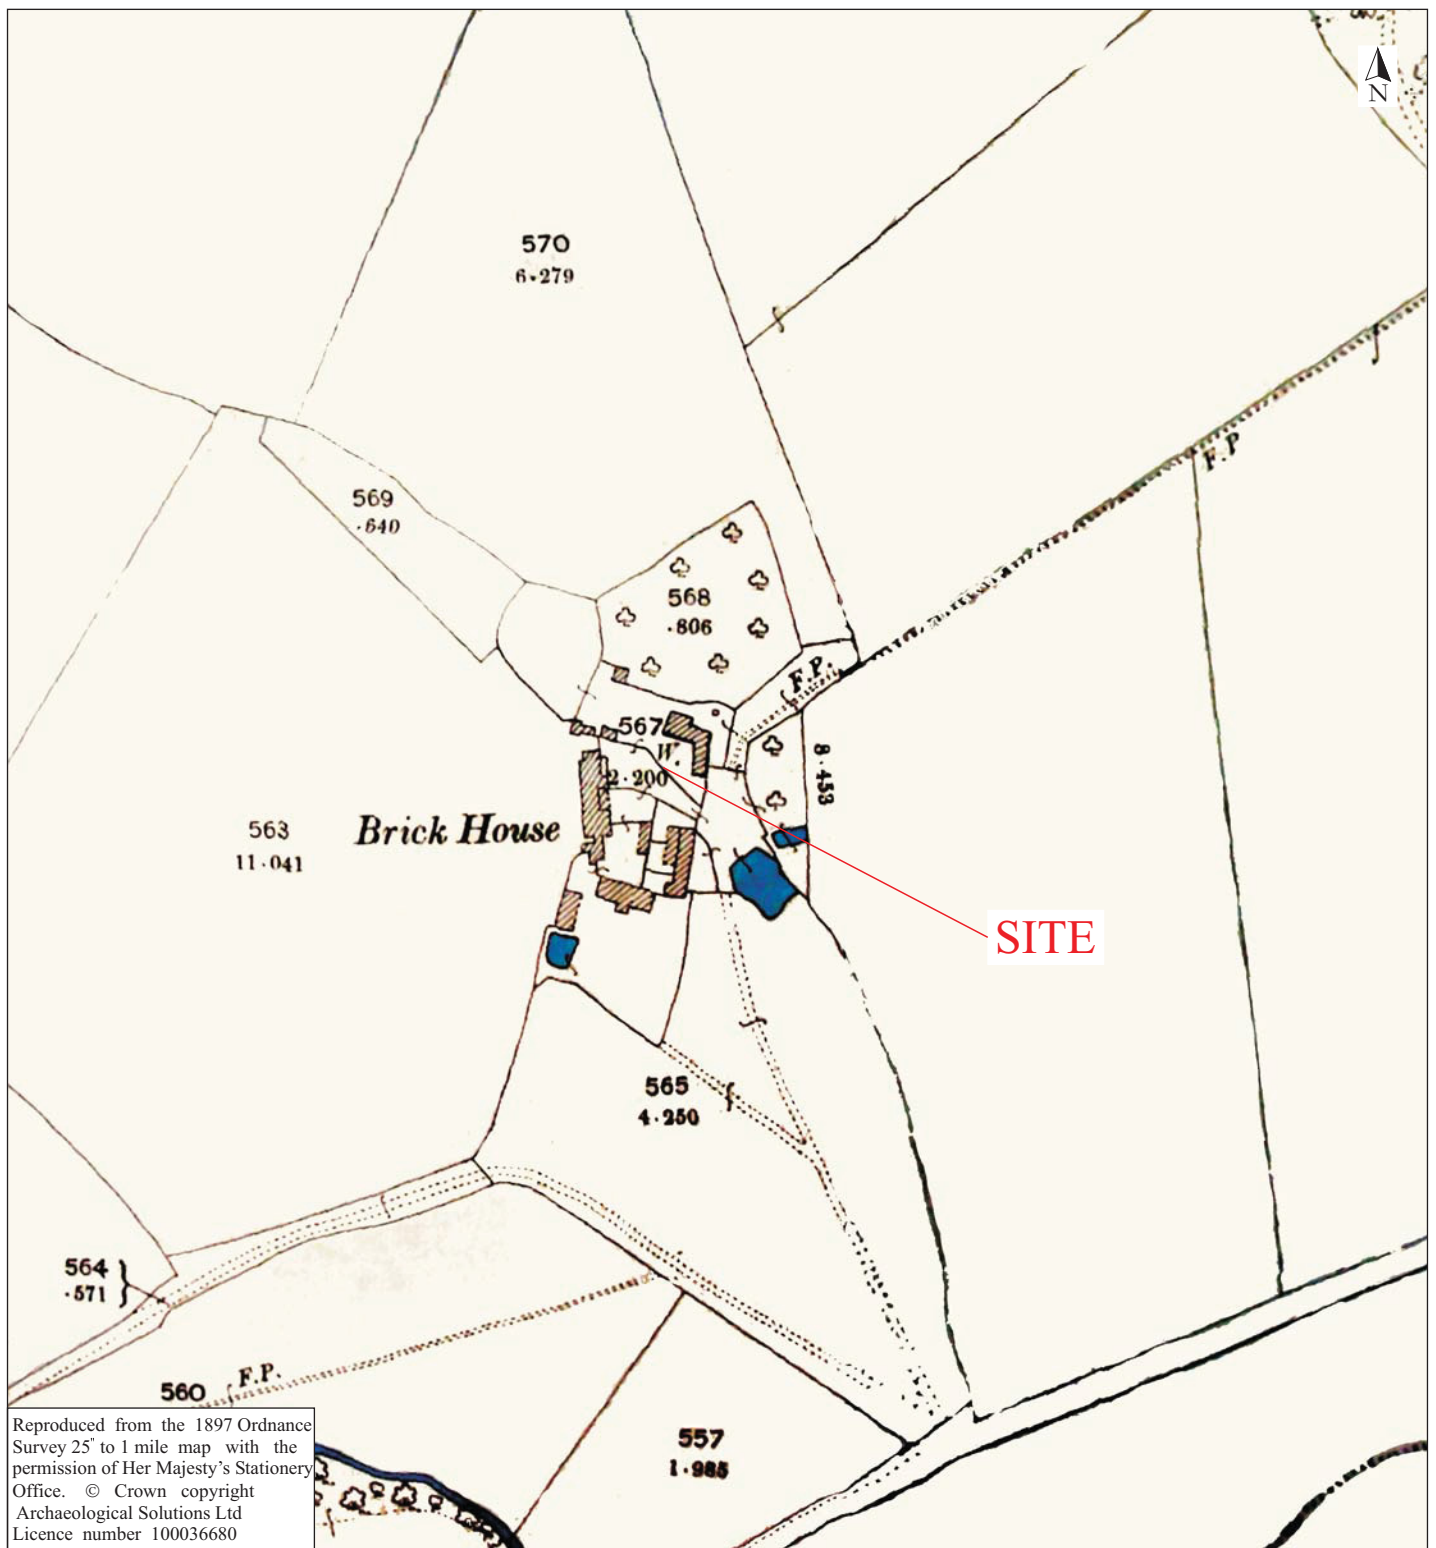 N
570
6·279
F.P
569
·640
568
·806
F.P.
567
W.
2·200
8·453
Brick House
563
11·041
SITE
565
4·250
564
·571
560
F.P.
557
1·985
Reproduced from the 1897 Ordnance
Survey 25" to 1 mile map with the
permission of Her Majesty's Stationery
Office. © Crown copyright
Archaeological Solutions Ltd
Licence number 100036680